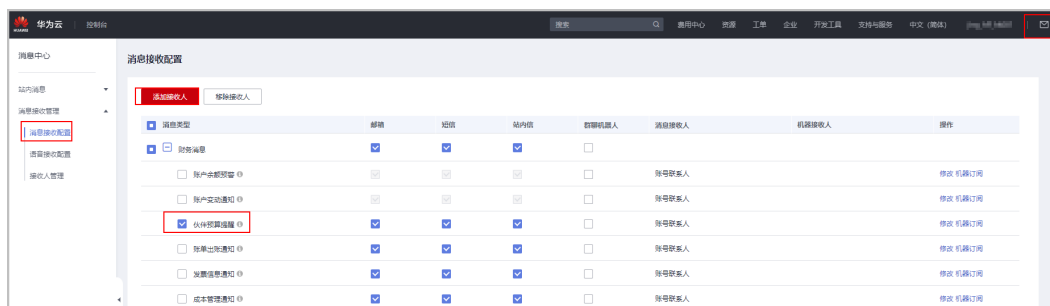 HUAWEI 华为云 控制台 搜索 费用中心 资源 工单 企业 开发工具 支持与服务 中文 (简体)
消息中心
消息接收配置
站内消息
添加接收人 移除接收人
消息接收管理
消息类型 邮箱 短信 站内信 群聊机器人 消息接收人 机器接收人 操作
消息接收配置
财务消息
语音接收配置
接收人管理
账户余额预警 账号联系人 修改 机器订阅
账户变动通知 账号联系人 修改 机器订阅
伙伴预算提醒 账号联系人 修改 机器订阅
账单出账通知 账号联系人 修改 机器订阅
发票信息通知 账号联系人 修改 机器订阅
成本管理通知 账号联系人 修改 机器订阅